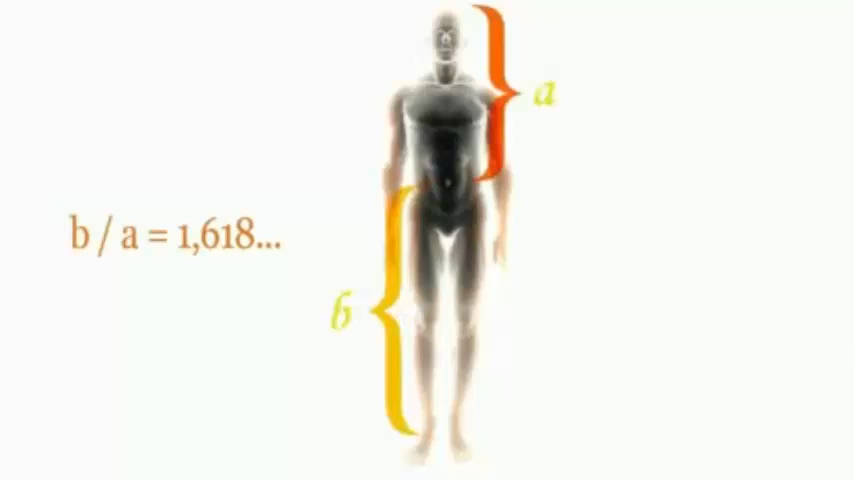 a
b / a = 1,618...
b